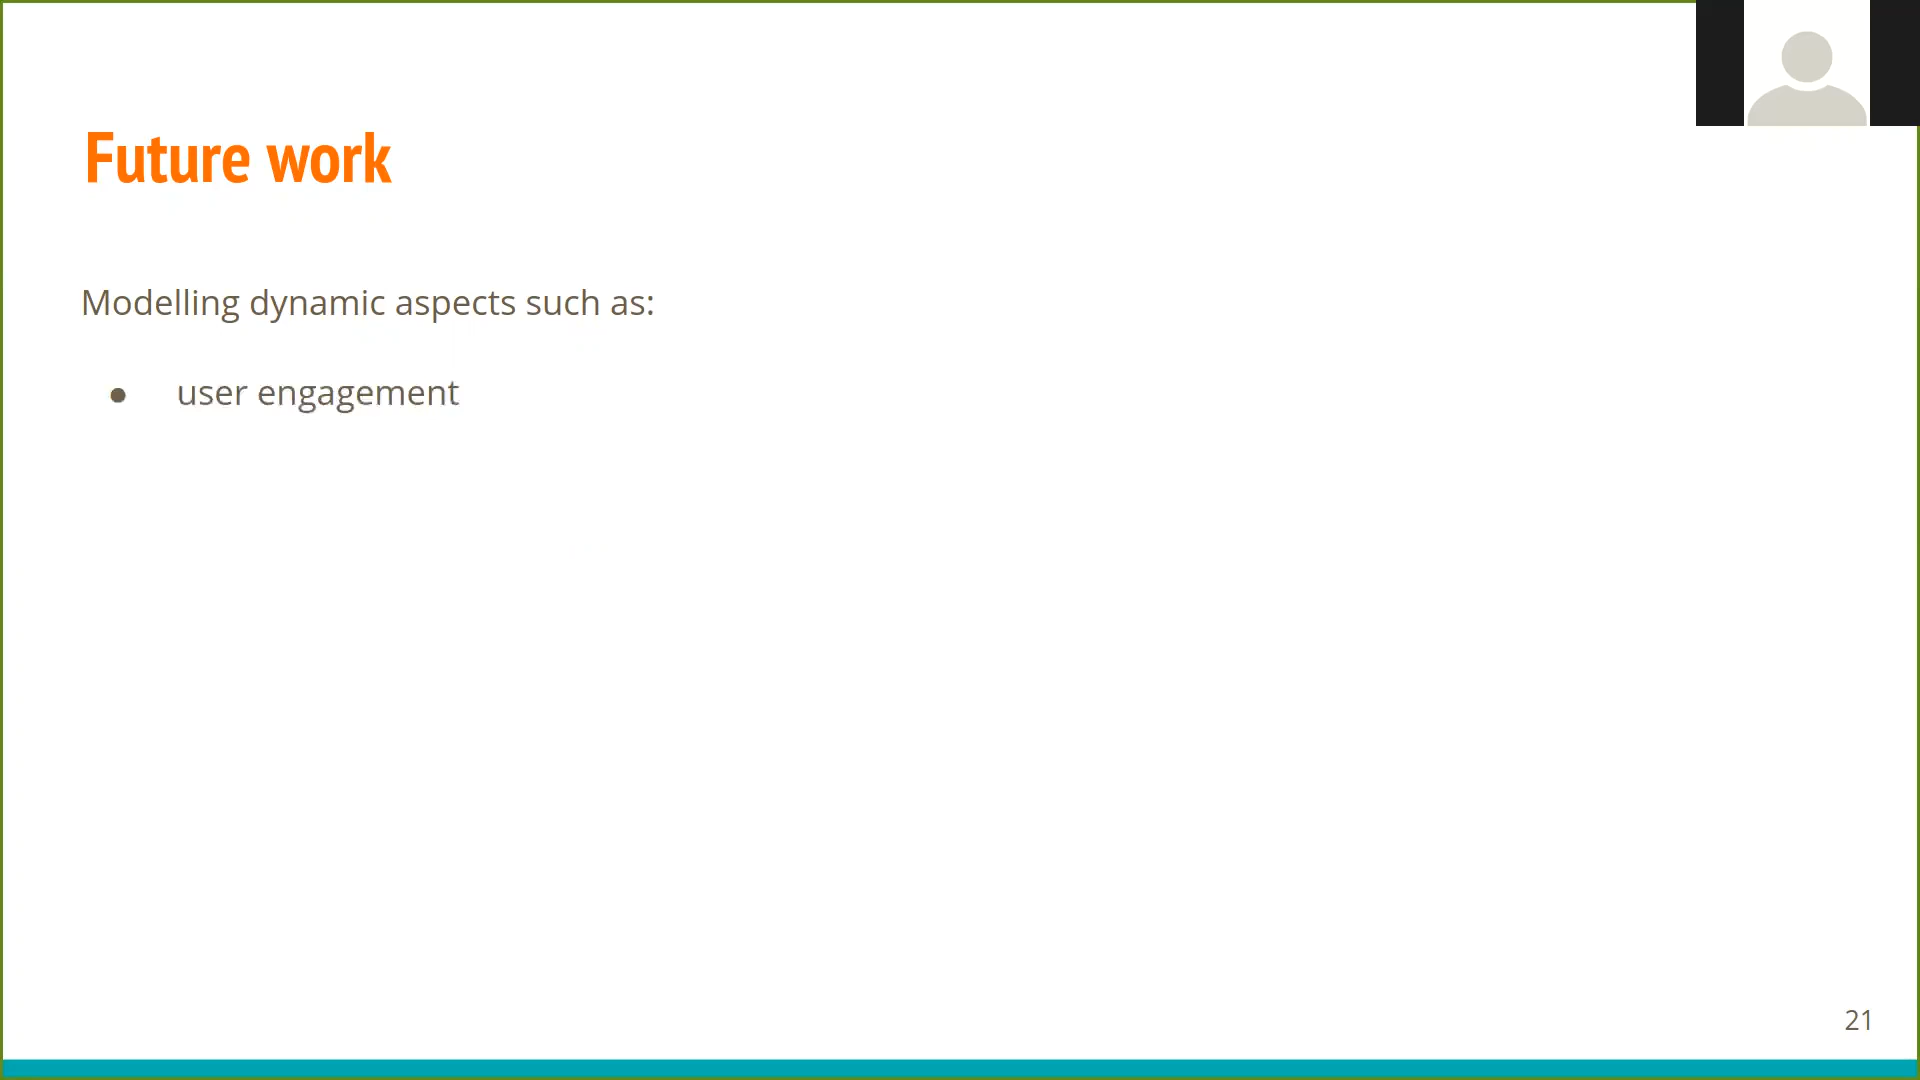 Future work
Modelling dynamic aspects such as:
● user engagement
21